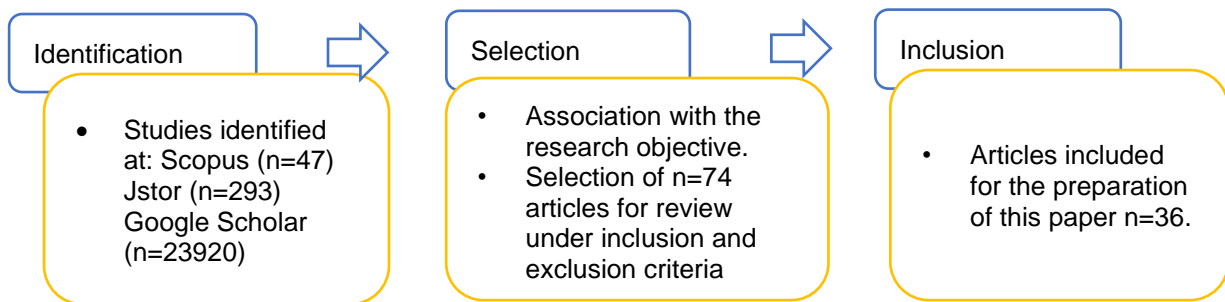 Identification
• Studies identified
at: Scopus (n=47)
Jstor (n=293)
Google Scholar
(n=23920)
Selection
• Association with the
research objective.
• Selection of n=74
articles for review
under inclusion and
exclusion criteria
Inclusion
• Articles included
for the preparation
of this paper n=36.